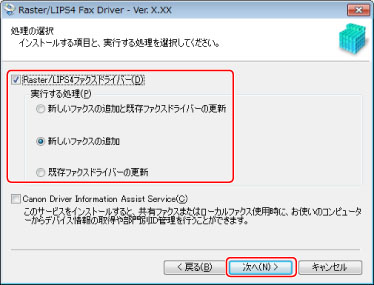 Raster/LIPS4 Fax Driver - Ver. X.XX
処理の選択
インストールする項目と、実行する処理を選択してください。
Raster/LIPS4ファクスドライバー(D)
実行する処理(P)
新しいファクスの追加と既存ファクスドライバーの更新
新しいファクスの追加
既存ファクスドライバーの更新
Canon Driver Information Assist Service(C)
このサービスをインストールすると、共有ファクスまたはローカルファクス使用時に、お使いのコンピュータ
ーからデバイス情報の取得や部門別ID管理を行うことができます。
< 戻る(B)
次へ(N) >
キャンセル